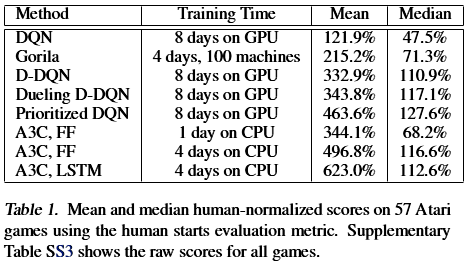 Method Training Time Mean Median
DQN 8 days on GPU 121.9% 47.5%
Gorila 4 days, 100 machines 215.2% 71.3%
D-DQN 8 days on GPU 332.9% 110.9%
Dueling D-DQN 8 days on GPU 343.8% 117.1%
Prioritized DQN 8 days on GPU 463.6% 127.6%
A3C, FF 1 day on CPU 344.1% 68.2%
A3C, FF 4 days on CPU 496.8% 116.6%
A3C, LSTM 4 days on CPU 623.0% 112.6%
Table 1. Mean and median human-normalized scores on 57 Atari
games using the human starts evaluation metric. Supplementary
Table SS3 shows the raw scores for all games.